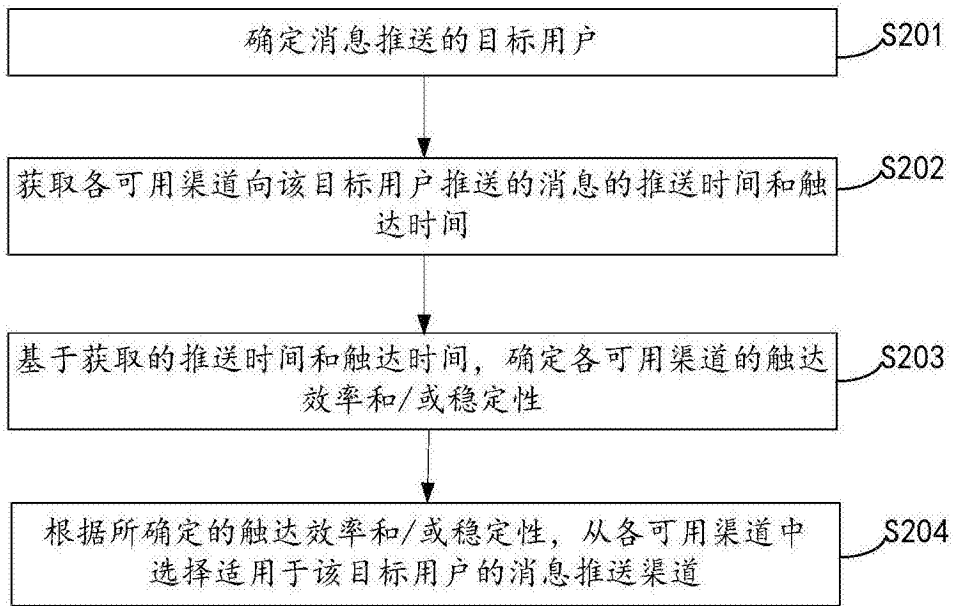 确定消息推送的目标用户
S201
获取各可用渠道向该目标用户推送的消息的推送时间和触
达时间
S202
基于获取的推送时间和触达时间，确定各可用渠道的触达
效率和/或稳定性
S203
根据所确定的触达效率和/或稳定性，从各可用渠道中
选择适用于该目标用户的消息推送渠道
S204